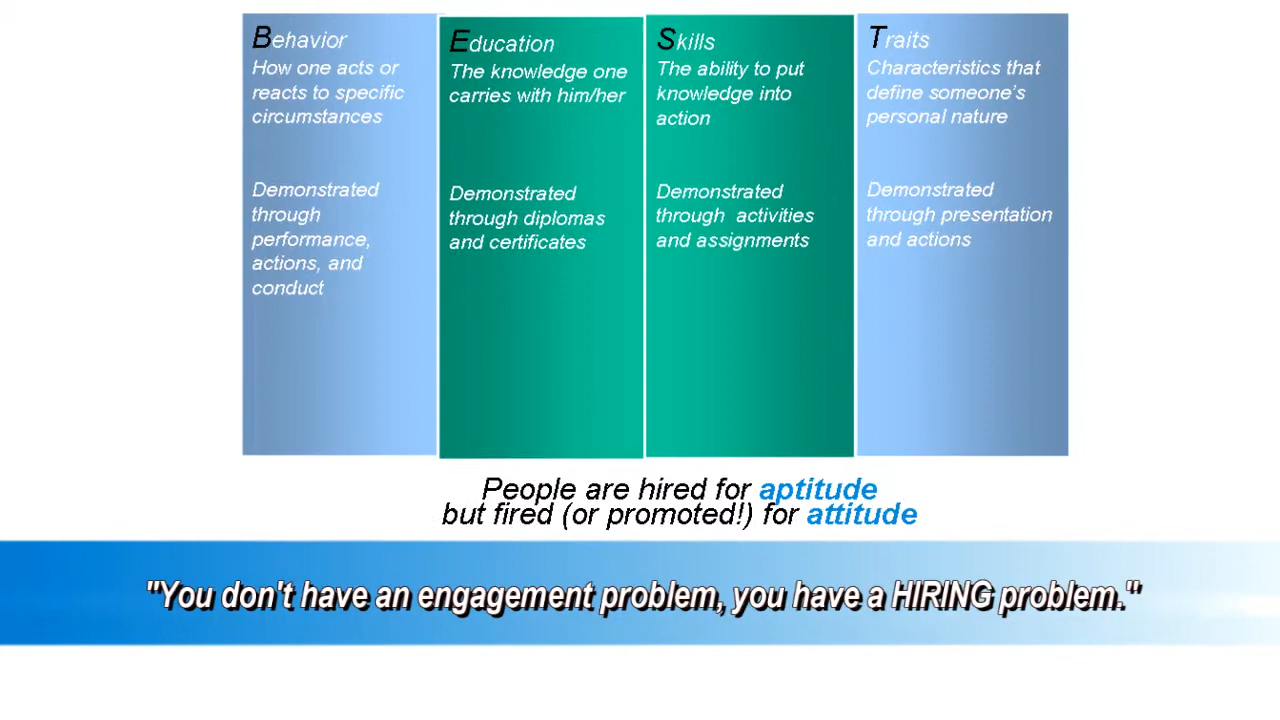 Behavior
How one acts or
reacts to specific
circumstances
Demonstrated
through
performance,
actions, and
conduct
Education
The knowledge one
carries with him/her
Demonstrated
through diplomas
and certificates
Skills
The ability to put
knowledge into
action
Demonstrated
through activities
and assignments
Traits
Characteristics that
define someone's
personal nature
Demonstrated
through presentation
and actions
People are hired for aptitude
but fired (or promoted!) for attitude
"You don't have an engagement problem, you have a HIRING problem."